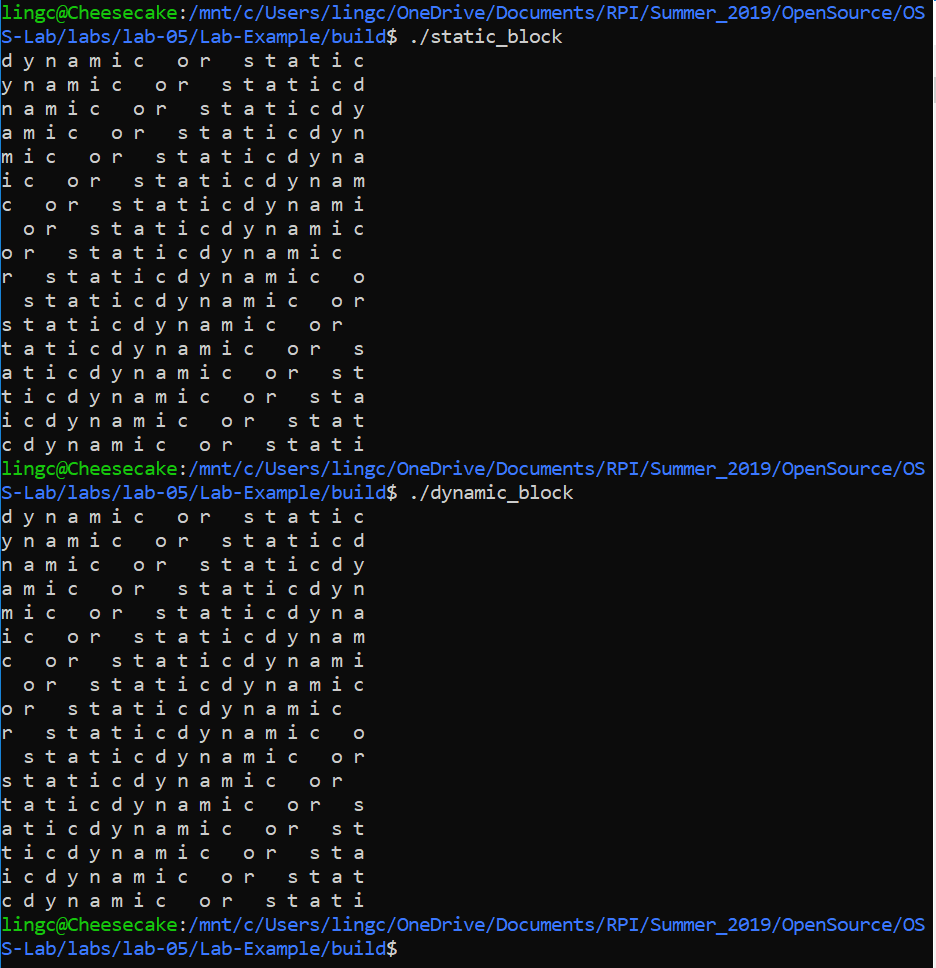 lingc@Cheesecake:/mnt/c/Users/lingc/OneDrive/Documents/RPI/Summer_2019/OpenSource/OS
S-Lab/labs/lab-05/Lab-Example/build$ ./static_block
d y n a m i c   o r   s t a t i c
y n a m i c   o r   s t a t i c d
n a m i c   o r   s t a t i c d y
a m i c   o r   s t a t i c d y n
m i c   o r   s t a t i c d y n a
i c   o r   s t a t i c d y n a m
c   o r   s t a t i c d y n a m i
  o r   s t a t i c d y n a m i c
o r   s t a t i c d y n a m i c
r   s t a t i c d y n a m i c   o
  s t a t i c d y n a m i c   o r
s t a t i c d y n a m i c   o r
t a t i c d y n a m i c   o r   s
a t i c d y n a m i c   o r   s t
t i c d y n a m i c   o r   s t a
i c d y n a m i c   o r   s t a t
c d y n a m i c   o r   s t a t i
lingc@Cheesecake:/mnt/c/Users/lingc/OneDrive/Documents/RPI/Summer_2019/OpenSource/OS
S-Lab/labs/lab-05/Lab-Example/build$ ./dynamic_block
d y n a m i c   o r   s t a t i c
y n a m i c   o r   s t a t i c d
n a m i c   o r   s t a t i c d y
a m i c   o r   s t a t i c d y n
m i c   o r   s t a t i c d y n a
i c   o r   s t a t i c d y n a m
c   o r   s t a t i c d y n a m i
  o r   s t a t i c d y n a m i c
o r   s t a t i c d y n a m i c
r   s t a t i c d y n a m i c   o
  s t a t i c d y n a m i c   o r
s t a t i c d y n a m i c   o r
t a t i c d y n a m i c   o r   s
a t i c d y n a m i c   o r   s t
t i c d y n a m i c   o r   s t a
i c d y n a m i c   o r   s t a t
c d y n a m i c   o r   s t a t i
lingc@Cheesecake:/mnt/c/Users/lingc/OneDrive/Documents/RPI/Summer_2019/OpenSource/OS
S-Lab/labs/lab-05/Lab-Example/build$